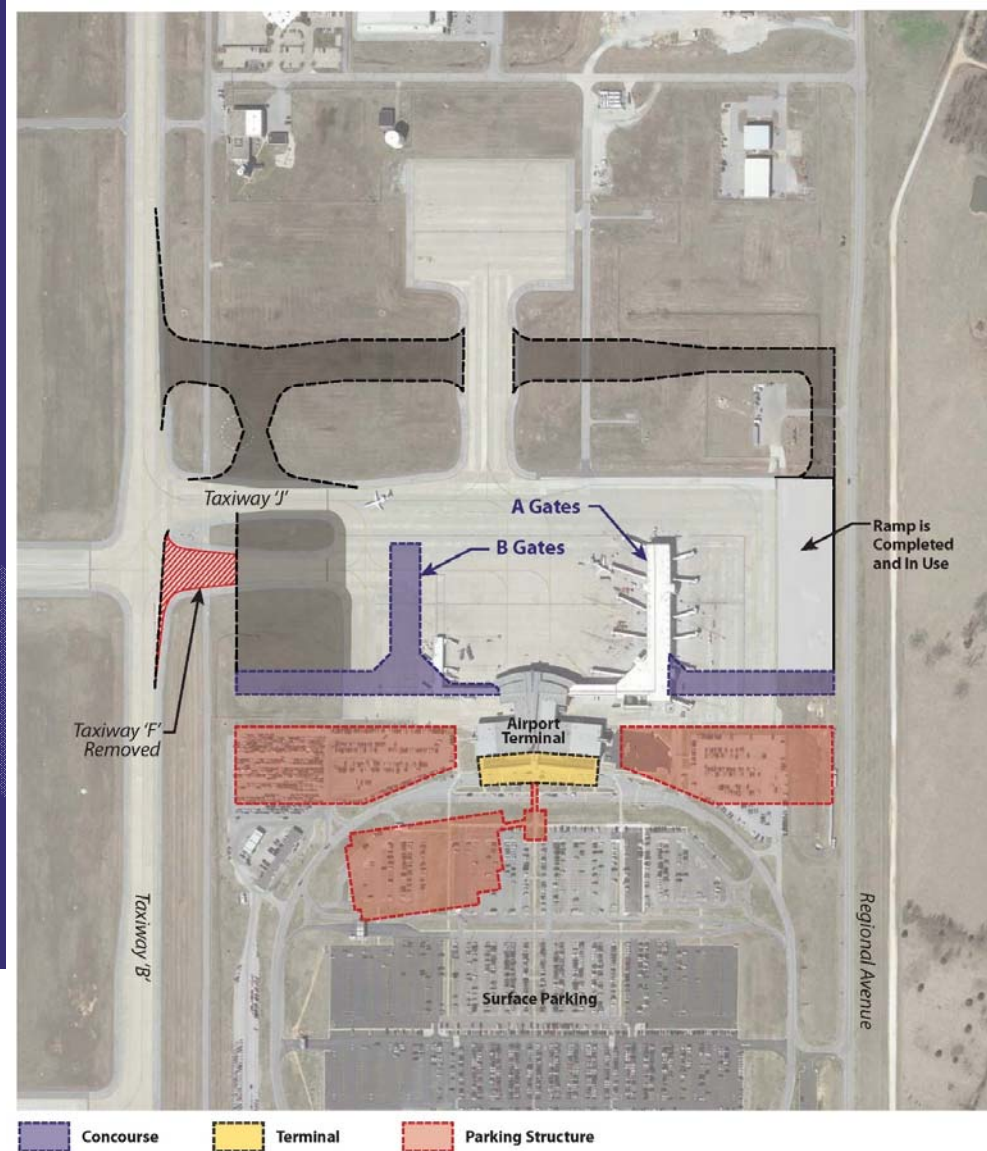 Taxiway 'J'
A Gates
B Gates
Ramp is
Completed
and In Use
Taxiway 'F'
Removed
Airport
Terminal
Taxiway 'B'
Regional Avenue
Surface Parking
Concourse
Terminal
Parking Structure